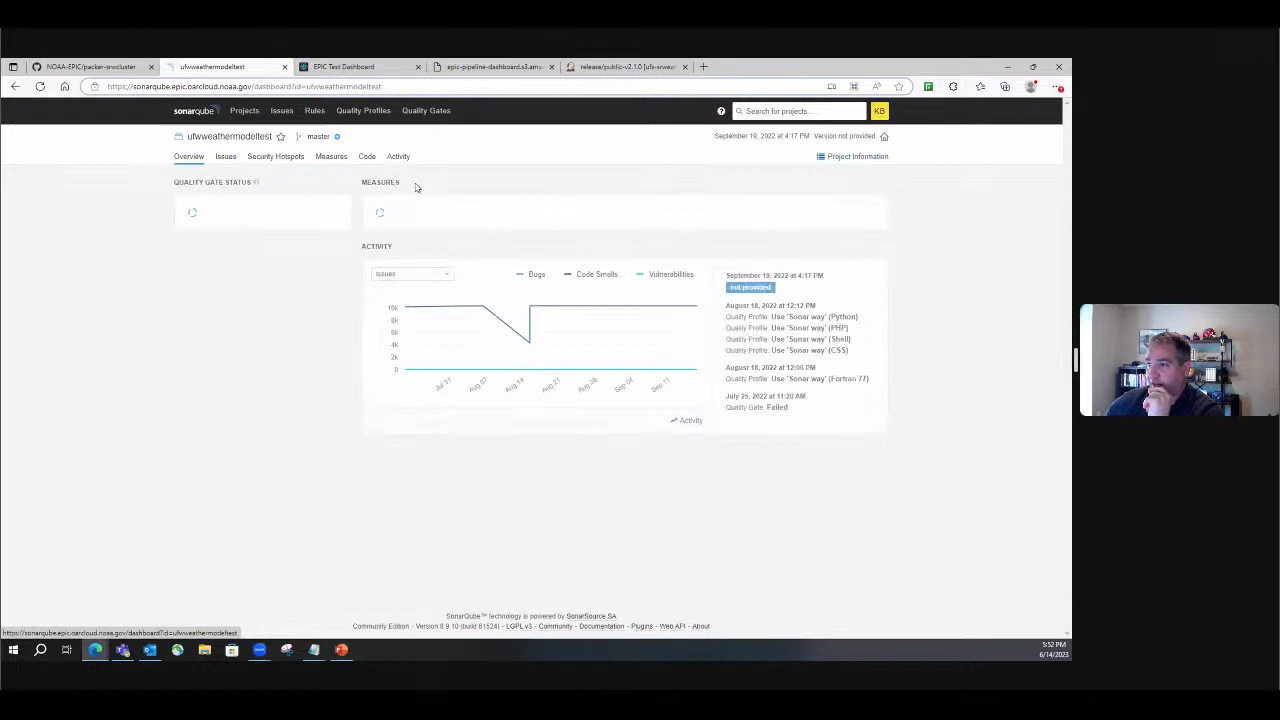 NOAA-EPIC/packer-srwcluster
ufwweathermodeltest
EPIC Test Dashboard
epic-pipeline-dashboard.s3.ama
release/public-v2.1.0 [ufs-srweat
https://sonarqube.epic.oarcloud.noaa.gov/dashboard?id=ufwweathermodeltest
sonarqube Projects Issues Rules Quality Profiles Quality Gates
Search for projects...
KB
ufwweathermodeltest master
September 19, 2022 at 4:17 PM Version not provided
Overview Issues Security Hotspots Measures Code Activity
Project Information
QUALITY GATE STATUS
MEASURES
ACTIVITY
Issues
Bugs Code Smells Vulnerabilities
10k
8k
6k
4k
2k
0
Jul 31 Aug 07 Aug 14 Aug 21 Aug 28 Sep 04 Sep 11
Activity
September 19, 2022 at 4:17 PM
not provided
August 18, 2022 at 12:12 PM
Quality Profile: Use 'Sonar way' (Python)
Quality Profile: Use 'Sonar way' (PHP)
Quality Profile: Use 'Sonar way' (Shell)
Quality Profile: Use 'Sonar way' (CSS)
August 18, 2022 at 12:06 PM
Quality Profile: Use 'Sonar way' (Fortran 77)
July 25, 2022 at 11:20 AM
Quality Gate: Failed
SonarQube™ technology is powered by SonarSource SA
Community Edition - Version 8.9.10 (build 61524) - LGPL v3 - Community - Documentation - Plugins - Web API - About
https://sonarqube.epic.oarcloud.noaa.gov/dashboard?id=ufwweathermodeltest
5:52 PM
6/14/2023